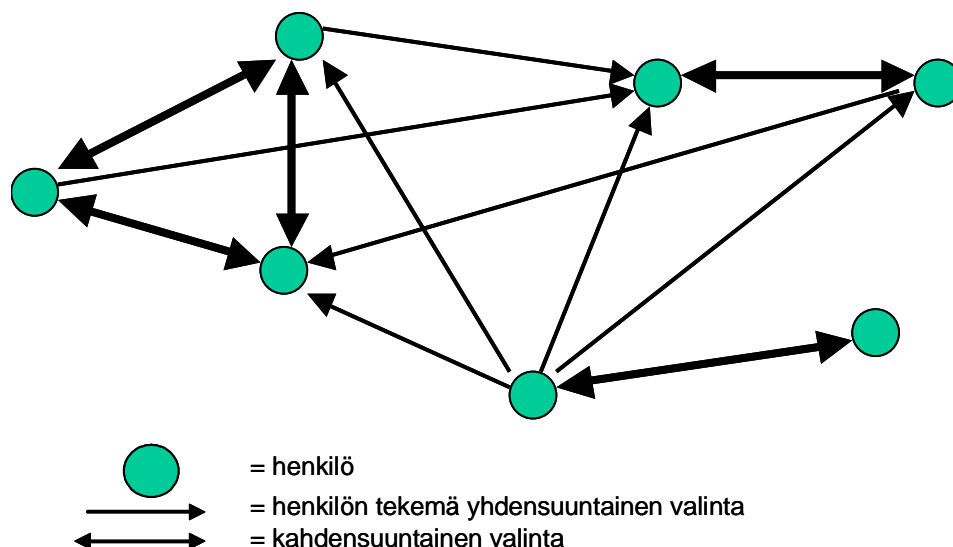 = henkilö
= henkilön tekemä yhdensuuntainen valinta
= kahdensuuntainen valinta